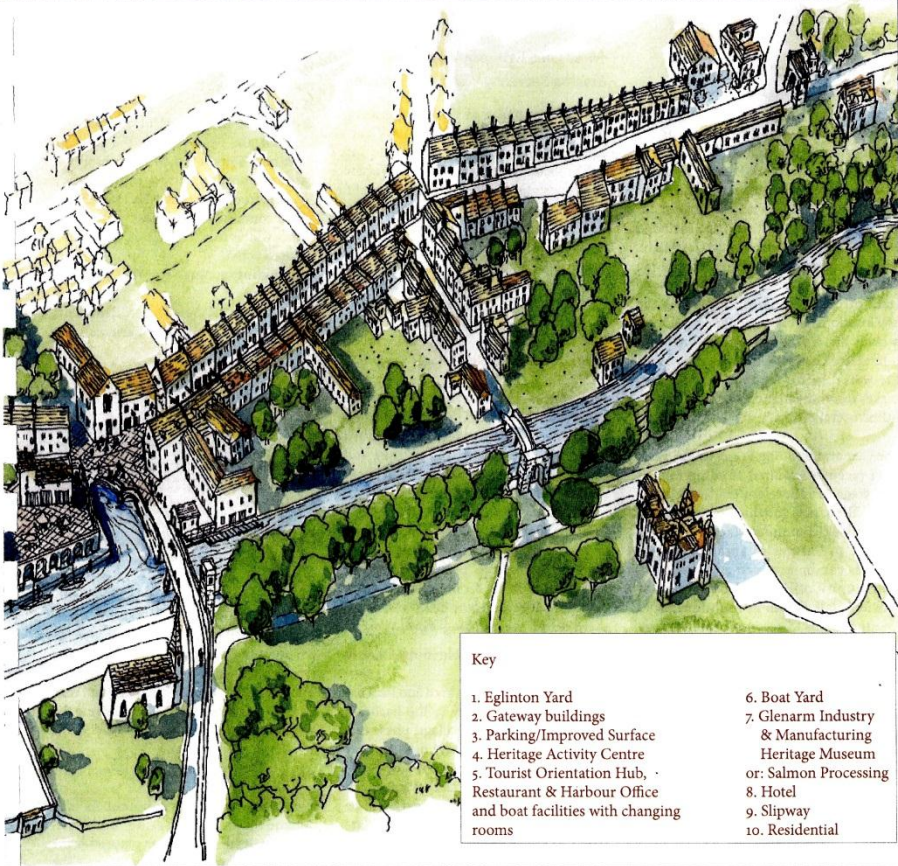 Key
1. Eglinton Yard
2. Gateway buildings
3. Parking/Improved Surface
4. Heritage Activity Centre
5. Tourist Orientation Hub,
Restaurant & Harbour Office
and boat facilities with changing
rooms
6. Boat Yard
7. Glenarm Industry
& Manufacturing
Heritage Museum
or: Salmon Processing
8. Hotel
9. Slipway
10. Residential